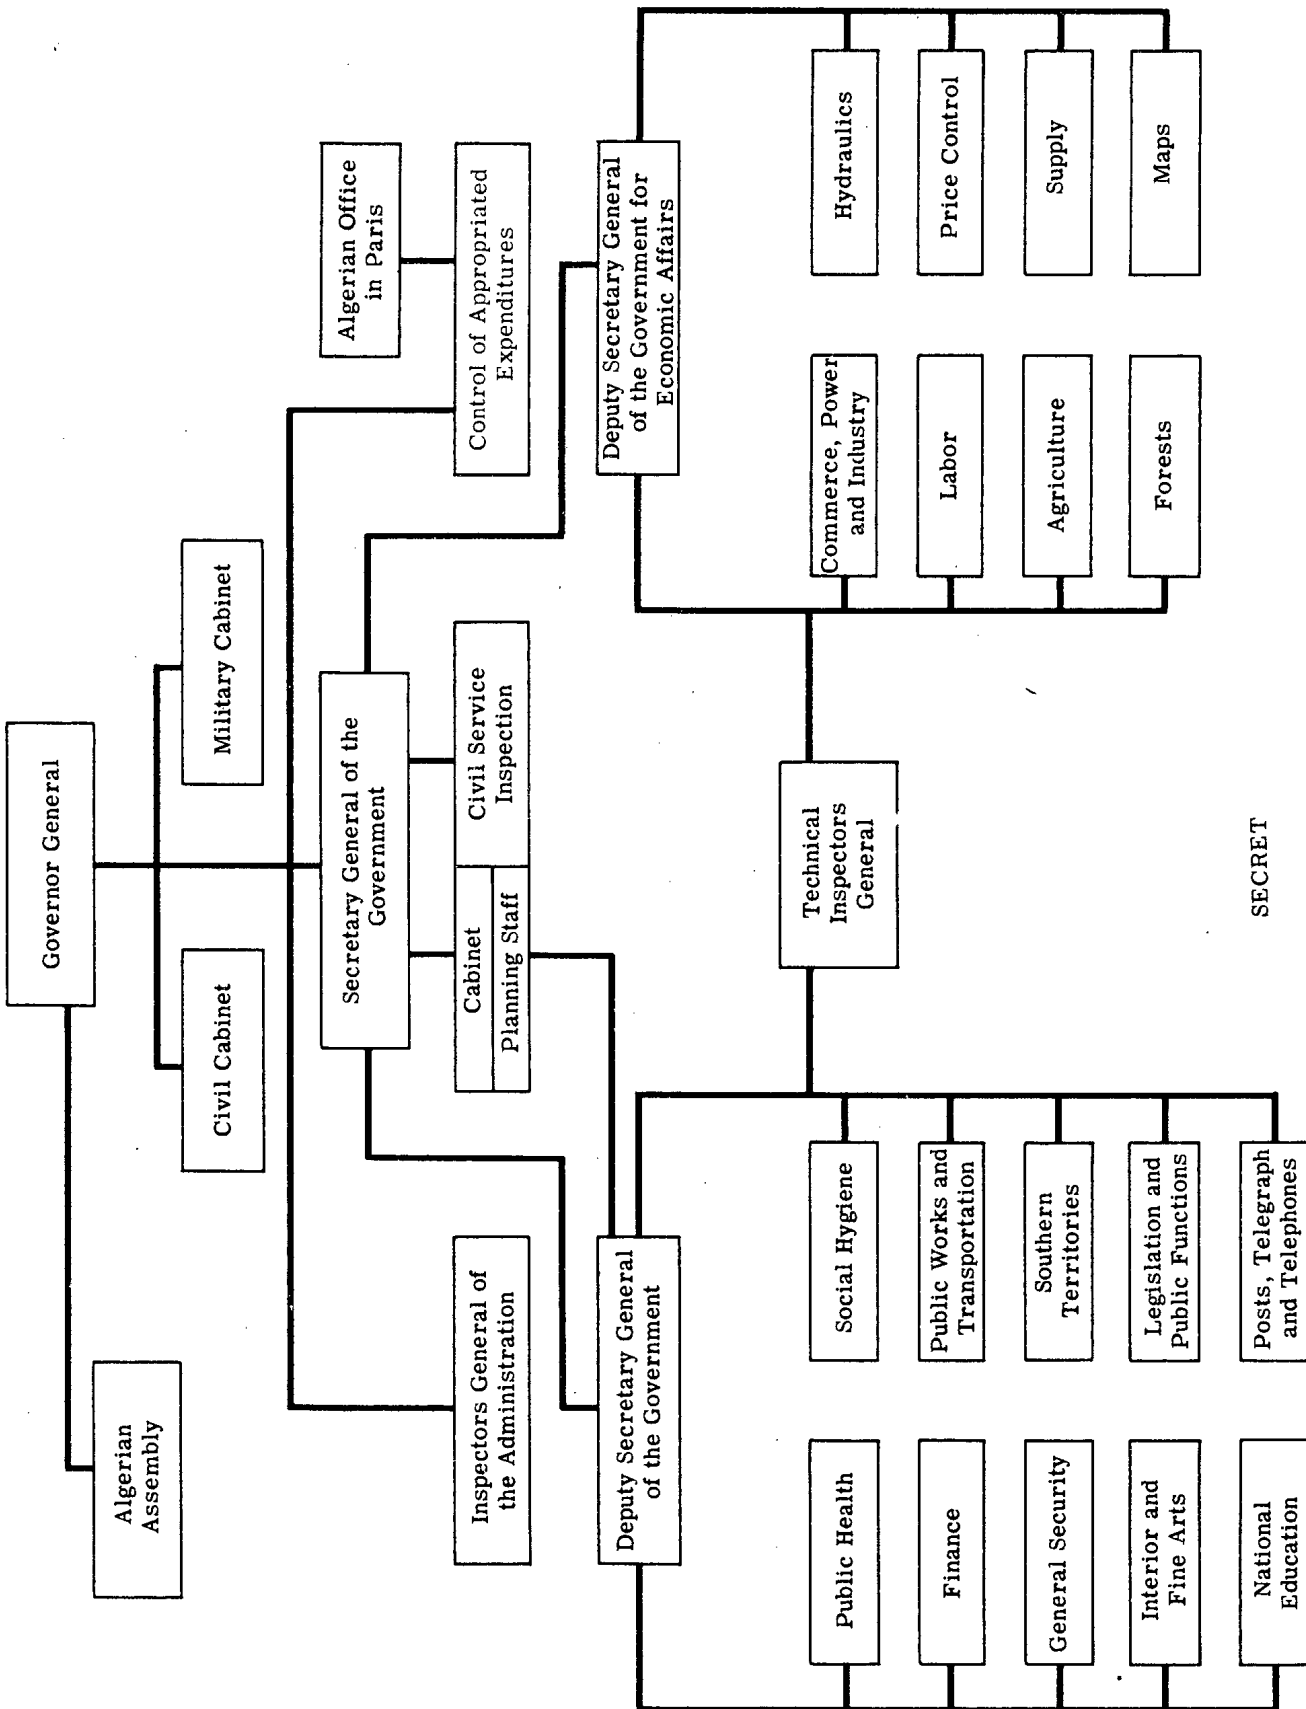 Governor General
Algerian
Assembly
Civil Cabinet
Military Cabinet
Secretary General of the
Government
Algerian Office
in Paris
Inspectors General of
the Administration
Cabinet
Planning Staff
Civil Service
Inspection
Control of Appropriated
Expenditures
Deputy Secretary General
of the Government
Deputy Secretary General
of the Government for
Economic Affairs
Technical
Inspectors
General
Public Health
Social Hygiene
Commerce, Power
and Industry
Hydraulics
Finance
Public Works and
Transportation
Labor
Price Control
General Security
Southern
Territories
Agriculture
Supply
Interior and
Fine Arts
Legislation and
Public Functions
Forests
Maps
National
Education
Posts, Telegraph
and Telephones
SECRET